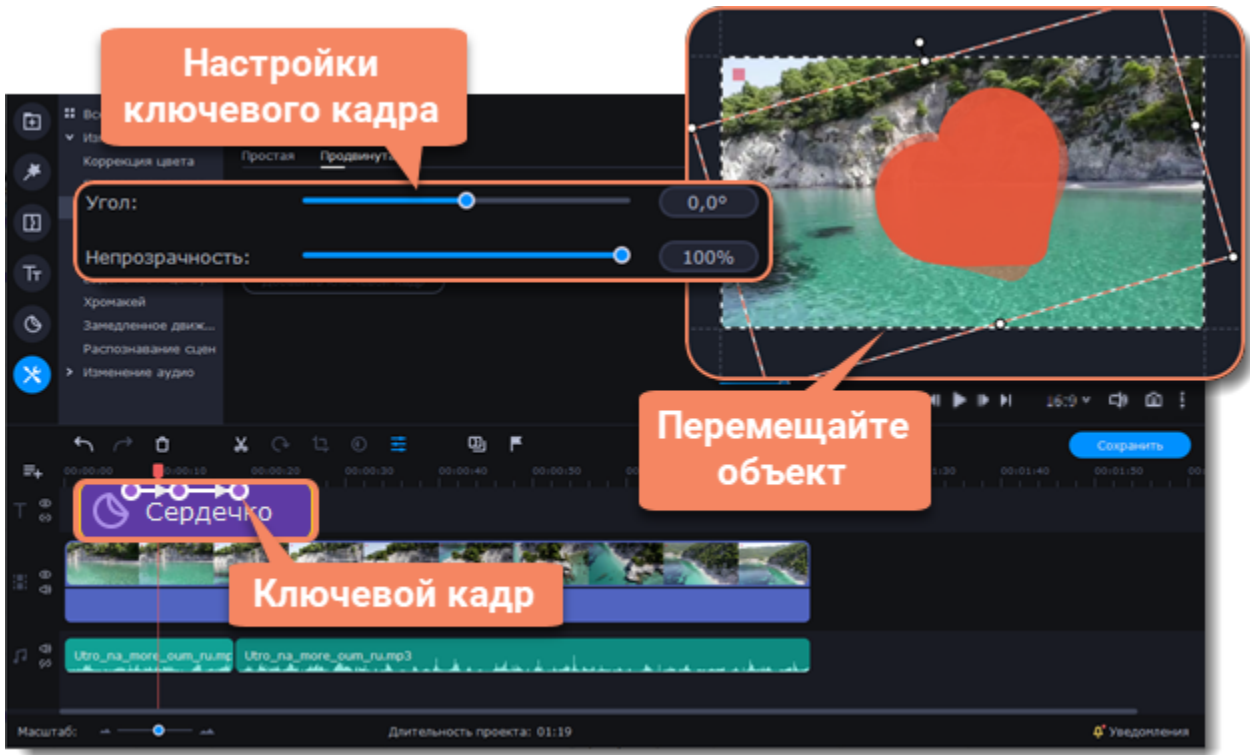 Настройки
ключевого кадра
Коррекция цвета
Простая
Угол:
0,0°
Непрозрачность:
100%
Хромакей
Замедленное движ...
Распознавание сцен
Изменение аудио
Перемещайте
объект
16:9
Сохранить
00:00:00
00:00:10
00:00:20
00:00:30
00:00:40
00:00:50
00:01:40
00:01:50
Сердечко
Ключевой кадр
Utro_na_more_oum_ru.mp
Utro_na_more_oum_ru.mp3
Масштаб:
Длительность проекта: 01:19
Уведомления